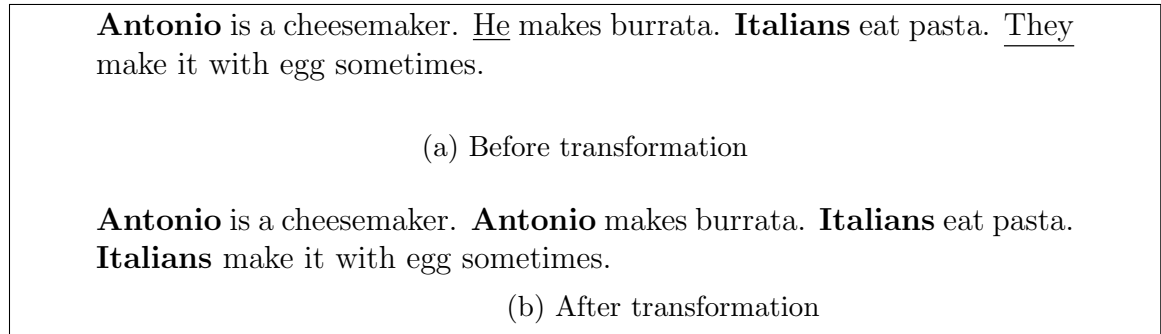 Antonio is a cheesemaker. He makes burrata. Italians eat pasta. They
make it with egg sometimes.
(a) Before transformation
Antonio is a cheesemaker. Antonio makes burrata. Italians eat pasta.
Italians make it with egg sometimes.
(b) After transformation